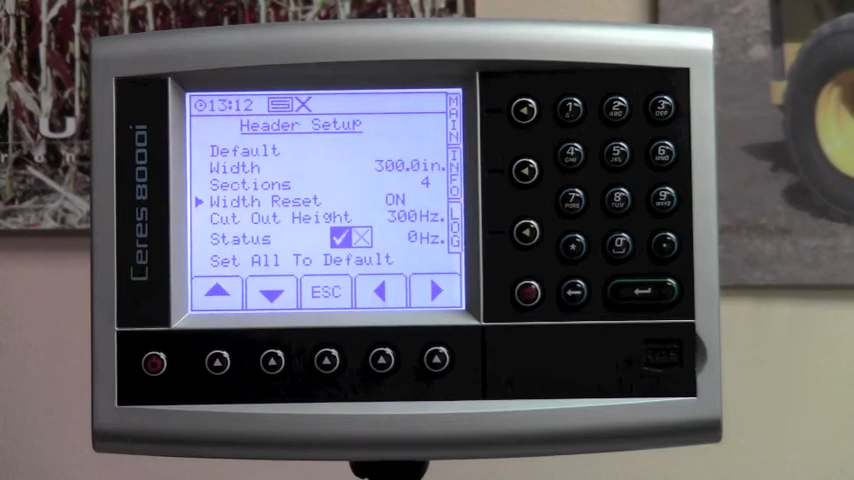 Ceres 8000i
13:12
MAIN
INFO
LOG
Header Setup
Default
Width 300.0in.
Sections 4
Width Reset ON
Cut Out Height 300Hz.
Status 0Hz.
Set All To Default
ESC
1
2 ABC
3 DEF
4 GHI
5 JKL
6 MNO
7 PQRS
8 TUV
9 WXYZ
*
0
.